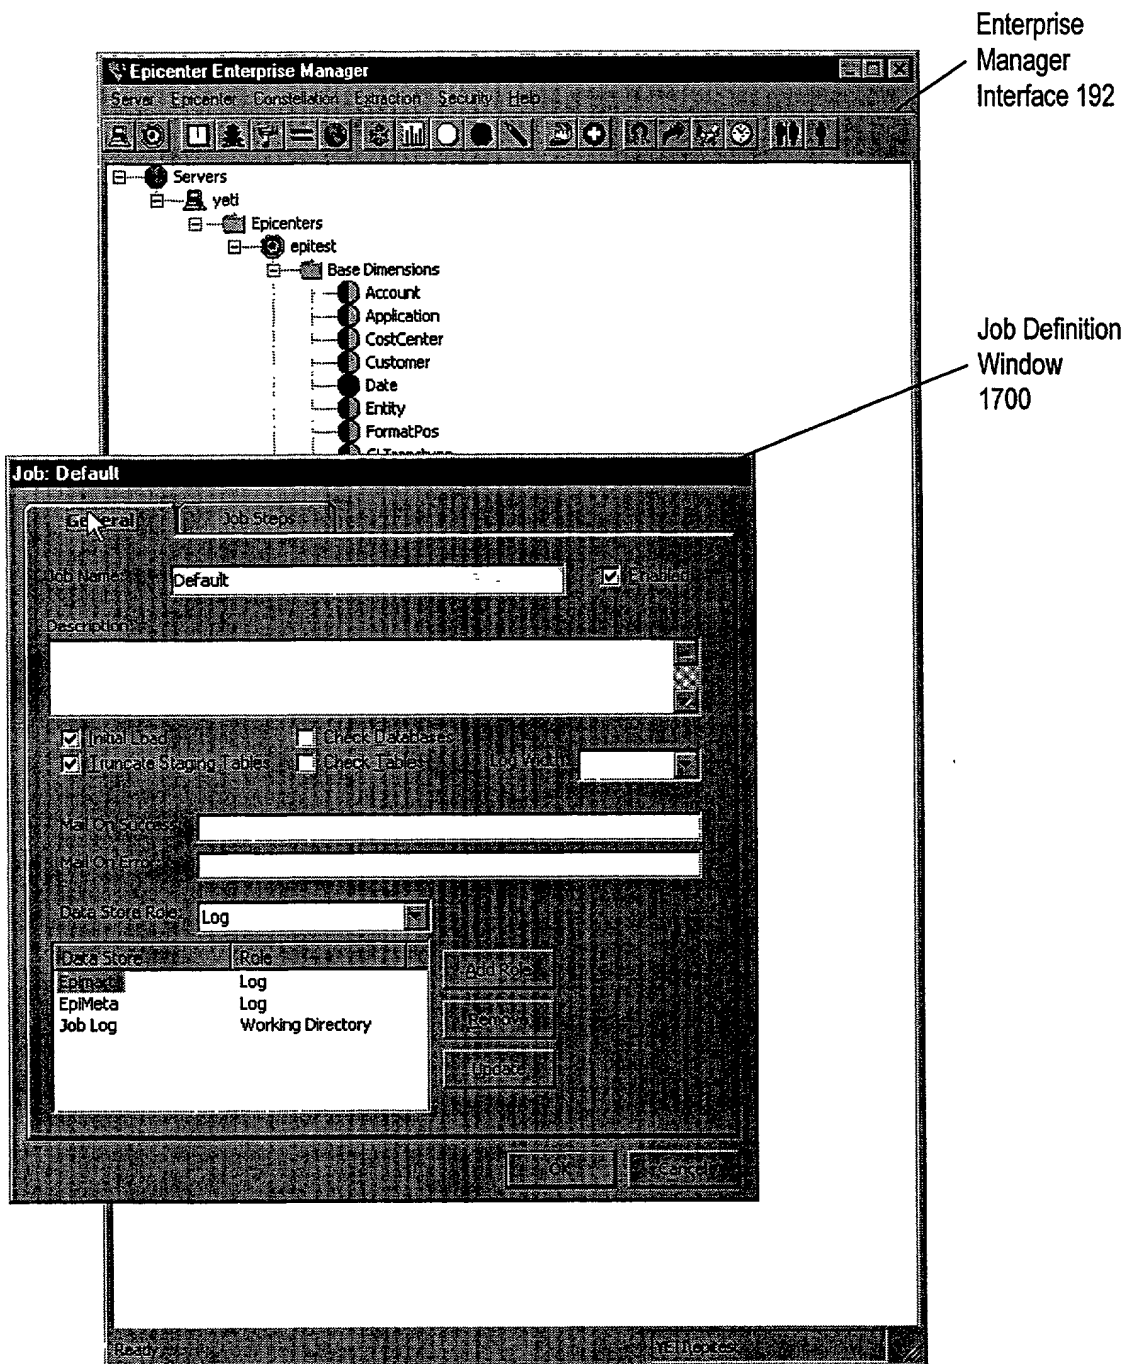 Enterprise
Manager
Interface 192
Epicenter Enterprise Manager
Server Epicenter Constellation Extraction Security Help
Servers
yeti
Epicenters
epitest
Base Dimensions
Account
Application
CostCenter
Customer
Date
Entity
FormatPos
Job Definition
Window
1700
Job: Default
General Job Steps
Job Name: Default Enabled
Description
Initial Load Check Databases
Truncate Staging Tables Check Tables Log Width
Mail On Success
Mail On Error
Data Store Role: Log
Data Store Role
Epimart Log
EpiMeta Log
Job Log Working Directory
Add Role
Remove
Update
OK Cancel
Ready